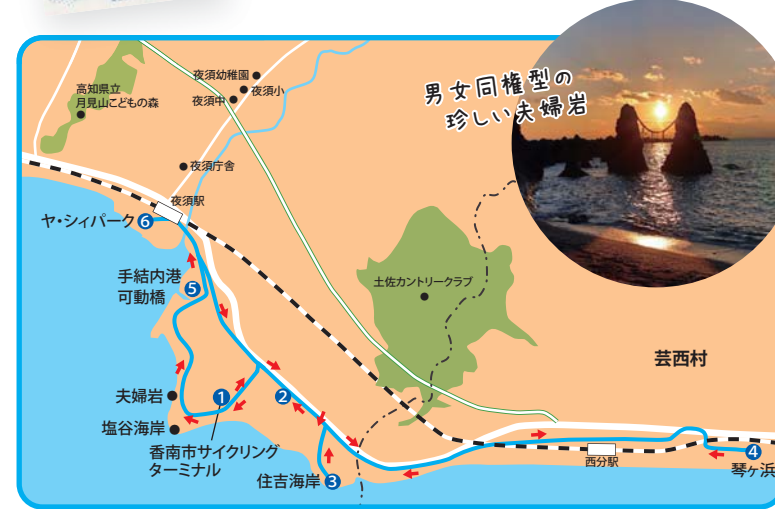 男女同権型の
珍しい夫婦岩
高知県立
月見山こどもの森
夜須幼稚園
夜須小
夜須中
夜須庁舎
夜須駅
ヤ・シィパーク 6
手結内港
可動橋
5
土佐カントリークラブ
芸西村
夫婦岩
1
2
塩谷海岸
香南市サイクリング
ターミナル
住吉海岸 3
西分駅
4
琴ヶ浜